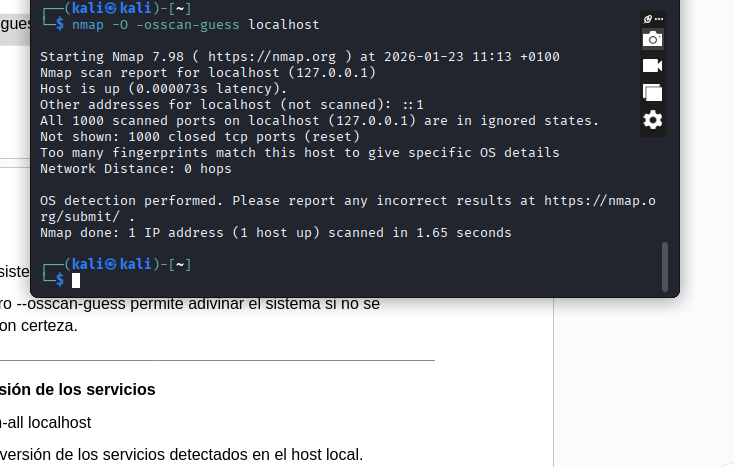 gues
┌──(kali㉿kali)-[~]
└─$ nmap -O -osscan-guess localhost
Starting Nmap 7.98 ( https://nmap.org ) at 2026-01-23 11:13 +0100
Nmap scan report for localhost (127.0.0.1)
Host is up (0.000073s latency).
Other addresses for localhost (not scanned): ::1
All 1000 scanned ports on localhost (127.0.0.1) are in ignored states.
Not shown: 1000 closed tcp ports (reset)
Too many fingerprints match this host to give specific OS details
Network Distance: 0 hops
OS detection performed. Please report any incorrect results at https://nmap.o
rg/submit/ .
Nmap done: 1 IP address (1 host up) scanned in 1.65 seconds
┌──(kali㉿kali)-[~]
└─$
siste
ro --osscan-guess permite adivinar el sistema si no se
on certeza.
sión de los servicios
n-all localhost
versión de los servicios detectados en el host local.